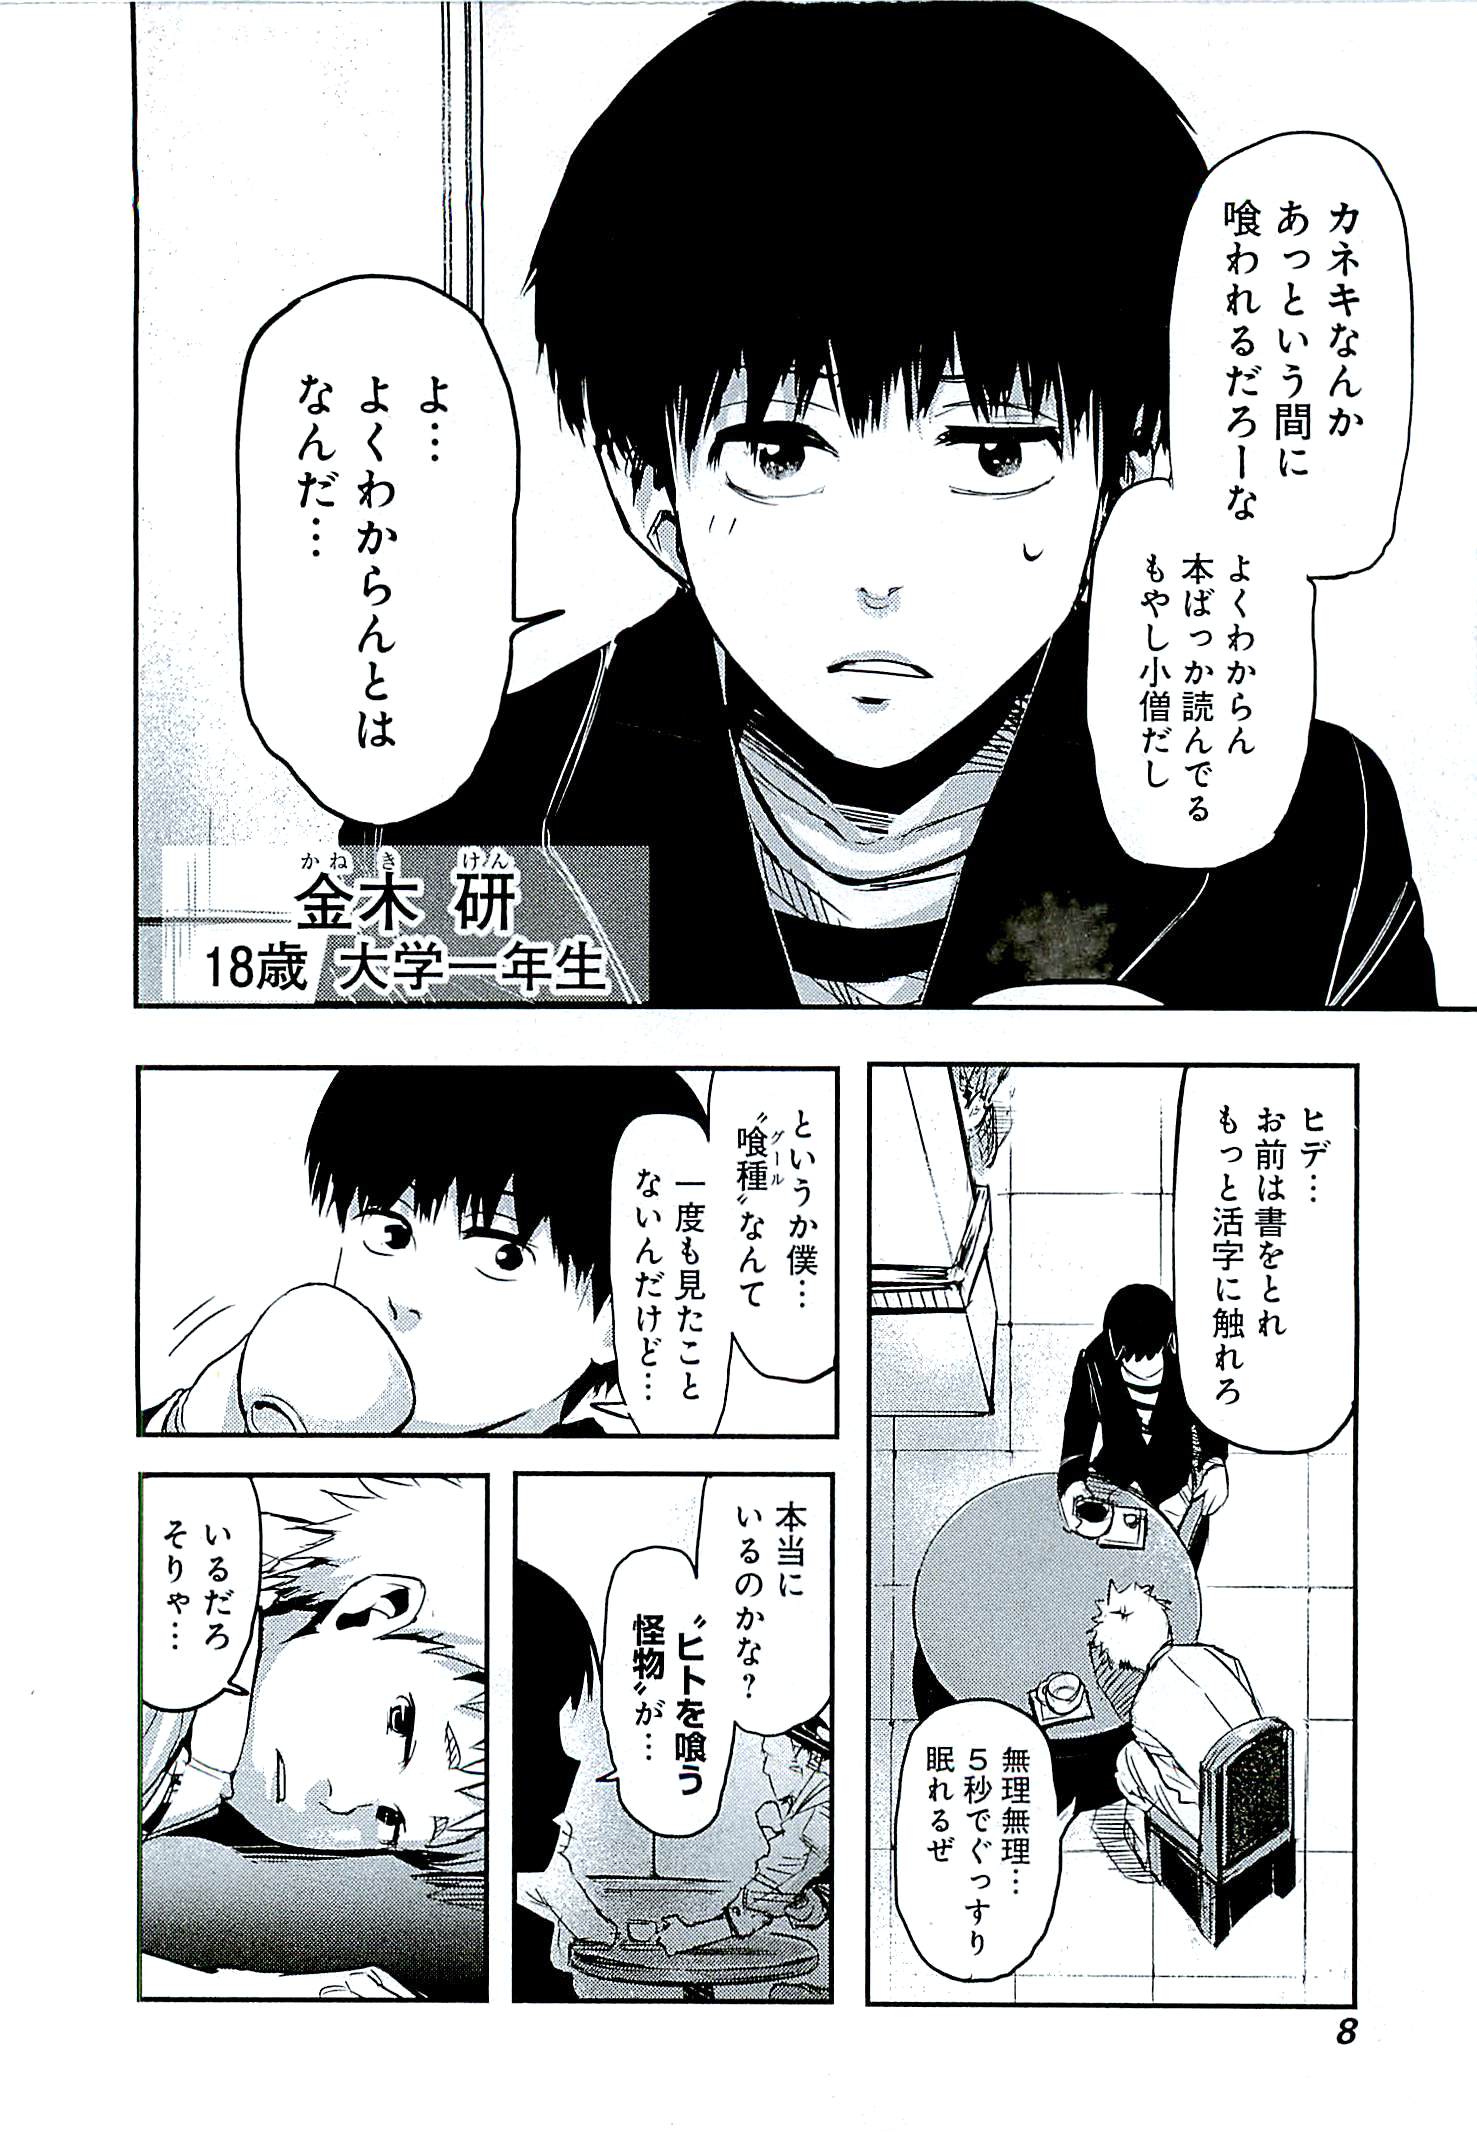 カネキなんか
あっという間に
喰われるだろーな
よくわからん
本ばっか読んでる
もやし小僧だし
よ…
よくわからんとは
なんだ…
かねき けん
金木 研
18歳 大学一年生
ヒデ…
お前は書をとれ
もっと活字に触れろ
無理無理…
5秒でぐっすり
眠れるぜ
というか僕…
グール
〝喰種〟なんて
一度も見たこと
ないんだけど…
本当に
いるのかな?
〝ヒトを喰う
怪物〟が…
いるだろ
そりゃ…
8